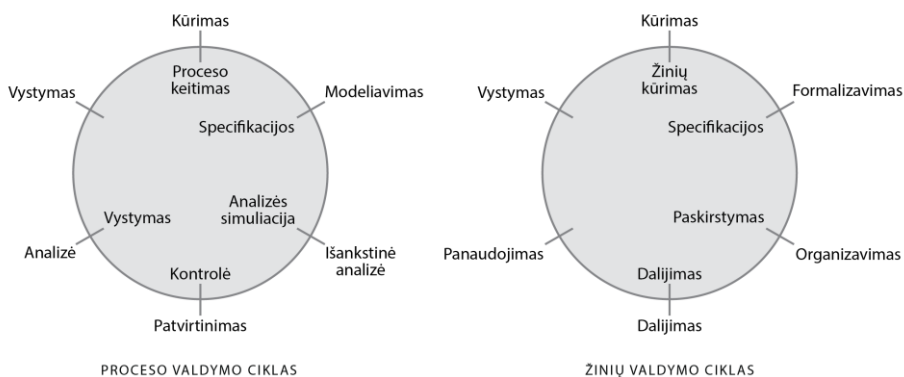 Kūrimas
Proceso
keitimas
Vystymas
Modeliavimas
Specifikacijos
Analizės
simuliacija
Vystymas
Analizė
Išankstinė
analizė
Kontrolė
Patvirtinimas
PROCESO VALDYMO CIKLAS
Kūrimas
Žinių
kūrimas
Vystymas
Formalizavimas
Specifikacijos
Paskirstymas
Panaudojimas
Organizavimas
Dalijimas
Dalijimas
ŽINIŲ VALDYMO CIKLAS